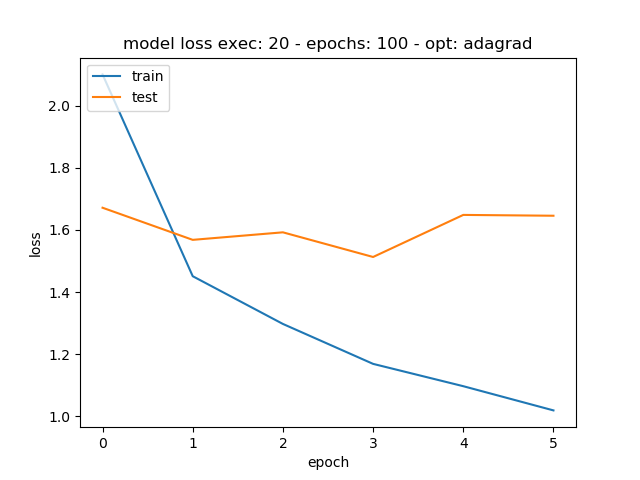 model loss exec: 20 - epochs: 100 - opt: adagrad
train
test
2.0
1.8
1.6
1.4
1.2
1.0
loss
0 1 2 3 4 5
epoch